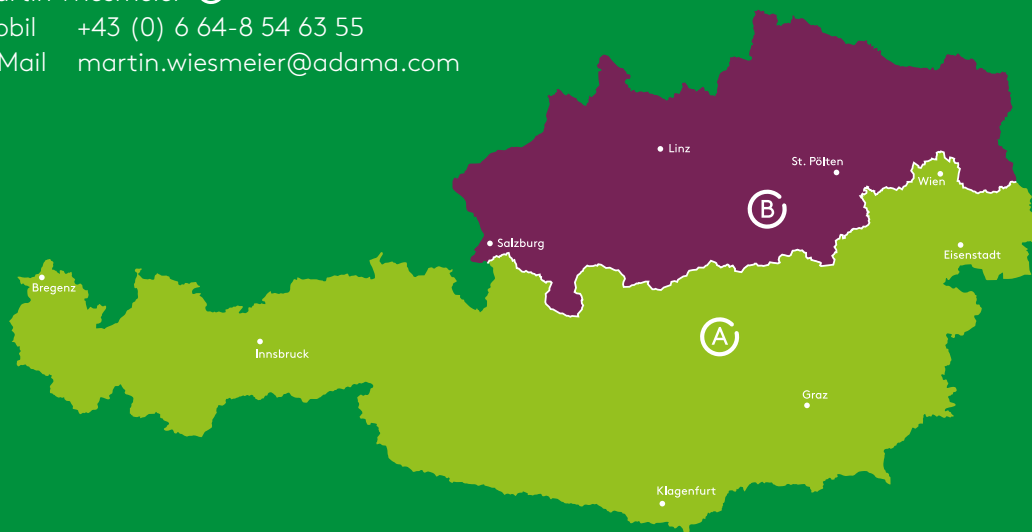 +43 (0) 6 64-8 54 63 55
Mail martin.wiesmeier@adama.com
Linz
St. Pölten
Wien
B
Salzburg
Eisenstadt
Bregenz
A
Innsbruck
Graz
Klagenfurt